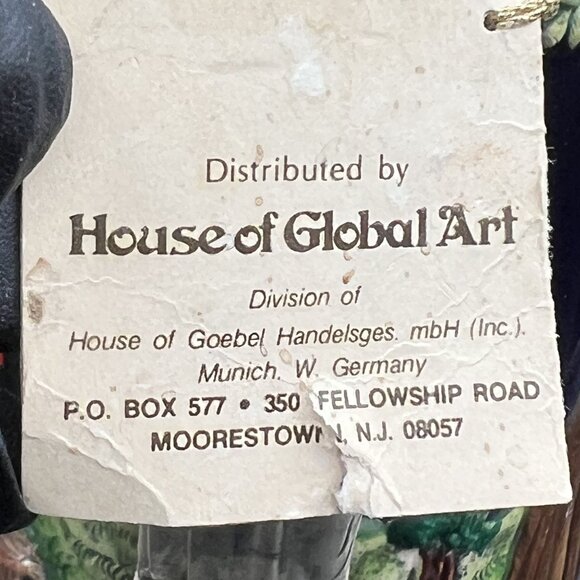 Distributed by
House of Global Art
Division of
House of Goebel Handelsges. mbH (Inc.).
Munich. W. Germany
P.O. BOX 577 • 350 FELLOWSHIP ROAD
MOORESTOWN, N.J. 08057